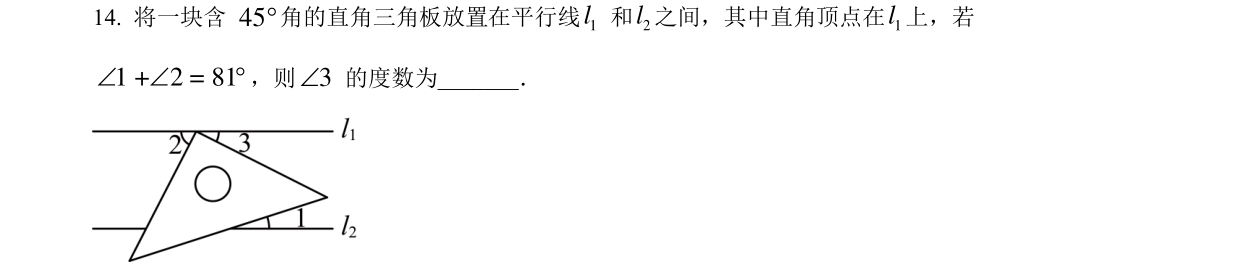 14. 将一块含 45°角的直角三角板放置在平行线l₁ 和l₂之间，其中直角顶点在l₁上，若
∠1 +∠2 = 81°，则∠3 的度数为______．
l₁
2 3
1 l₂